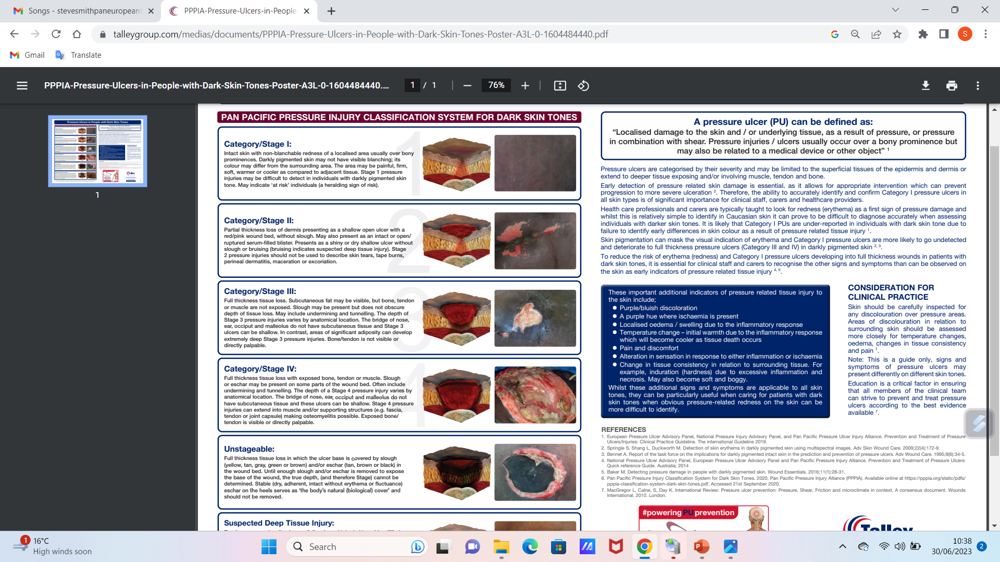 Songs - stevesmithpaneuropean
PPPIA-Pressure-Ulcers-in-People
talleygroup.com/medias/documents/PPPIA-Pressure-Ulcers-in-People-with-Dark-Skin-Tones-Poster-A3L-0-1604484440.pdf
S
Gmail
Translate
PPPIA-Pressure-Ulcers-in-People-with-Dark-Skin-Tones-Poster-A3L-0-1604484440....
1 / 1
76%
1
PAN PACIFIC PRESSURE INJURY CLASSIFICATION SYSTEM FOR DARK SKIN TONES
1
Category/Stage I:
Intact skin with non-blanchable redness of a localised area usually over bony
prominences. Darkly pigmented skin may not have visible blanching; its
colour may differ from the surrounding area. The area may be painful, firm,
soft, warmer or cooler as compared to adjacent tissue. Stage 1 pressure
injuries may be difficult to detect in individuals with darkly pigmented skin
tone. May indicate ‘at risk’ individuals (a heralding sign of risk).
2
Category/Stage II:
Partial thickness loss of dermis presenting as a shallow open ulcer with a
red/pink wound bed, without slough. May also present as an intact or open/
ruptured serum-filled blister. Presents as a shiny or dry shallow ulcer without
slough or bruising (bruising indicates suspected deep tissue injury). Stage
2 pressure injuries should not be used to describe skin tears, tape burns,
perineal dermatitis, maceration or excoriation.
3
Category/Stage III:
Full thickness tissue loss. Subcutaneous fat may be visible, but bone, tendon
or muscle are not exposed. Slough may be present but does not obscure
depth of tissue loss. May include undermining and tunnelling. The depth of
Stage 3 pressure injuries varies by anatomical location. The bridge of nose,
ear, occiput and malleolus do not have subcutaneous tissue and Stage 3
ulcers can be shallow. In contrast, areas of significant adiposity can develop
extremely deep Stage 3 pressure injuries. Bone/tendon is not visible or
directly palpable.
4
Category/Stage IV:
Full thickness tissue loss with exposed bone, tendon or muscle. Slough
or eschar may be present on some parts of the wound bed. Often include
undermining and tunnelling. The depth of a Stage 4 pressure injury varies by
anatomical location. The bridge of nose, ear, occiput and malleolus do not
have subcutaneous tissue and these ulcers can be shallow. Stage 4 pressure
injuries can extend into muscle and/or supporting structures (e.g. fascia,
tendon or joint capsule) making osteomyelitis possible. Exposed bone/
tendon is visible or directly palpable.
Unstageable:
Full thickness tissue loss in which the ulcer base is covered by slough
(yellow, tan, gray, green or brown) and/or eschar (tan, brown or black) in
the wound bed. Until enough slough and/or eschar is removed to expose
the base of the wound, the true depth, (and therefore Stage) cannot be
determined. Stable (dry, adherent, intact without erythema or fluctuance)
eschar on the heels serves as ‘the body’s natural (biological) cover’ and
should not be removed.
Suspected Deep Tissue Injury:
A pressure ulcer (PU) can be defined as:
“Localised damage to the skin and / or underlying tissue, as a result of pressure, or pressure
in combination with shear. Pressure injuries / ulcers usually occur over a bony prominence but
may also be related to a medical device or other object” 1
Pressure ulcers are categorised by their severity and may be limited to the superficial tissues of the epidermis and dermis or
extend to deeper tissue exposing and/or involving muscle, tendon and bone.
Early detection of pressure related skin damage is essential, as it allows for appropriate intervention which can prevent
progression to more severe ulceration 2. Therefore, the ability to accurately identify and confirm Category I pressure ulcers in
all skin types is of significant importance for clinical staff, carers and healthcare providers.
Health care professionals and carers are typically taught to look for redness (erythema) as a first sign of pressure damage and
whilst this is relatively simple to identify in Caucasian skin it can prove to be difficult to diagnose accurately when assessing
individuals with darker skin tones. It is likely that Category I PUs are under-reported in individuals with dark skin tone due to
failure to identify early differences in skin colour as a result of pressure related tissue injury 1.
Skin pigmentation can mask the visual indication of erythema and Category I pressure ulcers are more likely to go undetected
and deteriorate to full thickness pressure ulcers (Category III and IV) in darkly pigmented skin 2, 3.
To reduce the risk of erythema (redness) and Category I pressure ulcers developing into full thickness wounds in patients with
dark skin tones, it is essential for clinical staff and carers to recognise the other signs and symptoms than can be observed on
the skin as early indicators of pressure related tissue injury 4, 5.
These important additional indicators of pressure related tissue injury to
the skin include;
● Purple/bluish discoloration
● A purple hue where ischaemia is present
● Localised oedema / swelling due to the inflammatory response
● Temperature change – initial warmth due to the inflammatory response
which will become cooler as tissue death occurs
● Pain and discomfort
● Alteration in sensation in response to either inflammation or ischaemia
● Change in tissue consistency in relation to surrounding tissue. For
example, induration (hardness) due to excessive inflammation and
necrosis. May also become soft and boggy.
Whilst these additional signs and symptoms are applicable to all skin
tones, they can be particularly useful when caring for patients with dark
skin tones when obvious pressure-related redness on the skin can be
more difficult to identify.
CONSIDERATION FOR
CLINICAL PRACTICE
Skin should be carefully inspected for
any discolouration over pressure areas.
Areas of discolouration in relation to
surrounding skin should be assessed
more closely for temperature changes,
oedema, changes in tissue consistency
and pain 1.
Note: This is a guide only, signs and
symptoms of pressure ulcers may
present differently on different skin tones.
Education is a critical factor in ensuring
that all members of the clinical team
can strive to prevent and treat pressure
ulcers according to the best evidence
available 7.
REFERENCES
1. European Pressure Ulcer Advisory Panel, National Pressure Injury Advisory Panel, and Pan Pacific Pressure Ulcer Injury Alliance. Prevention and Treatment of Pressure
Ulcers/Injuries: Clinical Practice Guideline. The international Guideline 2019.
2. Springle S, Shang L, Duckworth M. Detection of skin erythema in darkly pigmented skin using multispectral images. Adv Skin Wound Care. 2009;22(4):172-9.
3. Bennet A. Report of the task force on the implications for darkly pigmented intact skin in the prediction and prevention of pressure ulcers. Adv Wound Care. 1995;8(6):34-5.
4. National Pressure Ulcer Advisory Panel, European Pressure Ulcer Advisory Panel and Pan Pacific Pressure Injury Alliance. Prevention and Treatment of Pressure Ulcers:
Quick reference Guide. Australia; 2014
5. Baker M. Detecting pressure damage in people with darkly pigmented skin. Wound Essentials. 2016;11(1):28-31.
6. Pan Pacific Pressure Injury Classification System for Dark Skin Tones. 2020. Pan Pacific Pressure Injury Alliance (PPPIA). Available online at https://pppia.org/static/pdfs/
pppia-classification-system-dark-skin-tones.pdf. Accessed 21st September 2020.
7. MacGregor L, Calne, S, Day K. International Review: Pressure ulcer prevention: Pressure, Shear, Friction and microclimate in context. A consensus document. Wounds
International. 2010. London.
#powering PU prevention
Talley
1
16°C
High winds soon
Search
10:38
30/06/2023
2